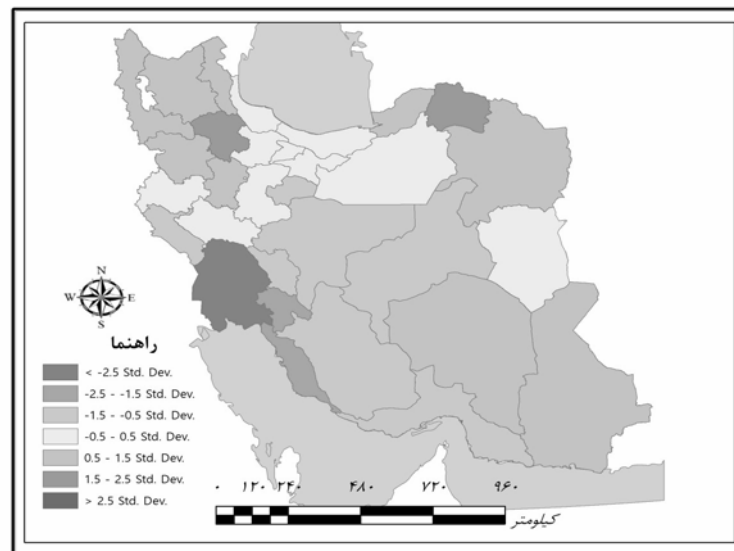 N
W E
S
راهنما
< -2.5 Std. Dev.
-2.5 - -1.5 Std. Dev.
-1.5 - -0.5 Std. Dev.
-0.5 - 0.5 Std. Dev.
0.5 - 1.5 Std. Dev.
1.5 - 2.5 Std. Dev.
> 2.5 Std. Dev.
۰ ۱۲۰ ۲۴۰ ۴۸۰ ۷۲۰ ۹۶۰
کیلومتر